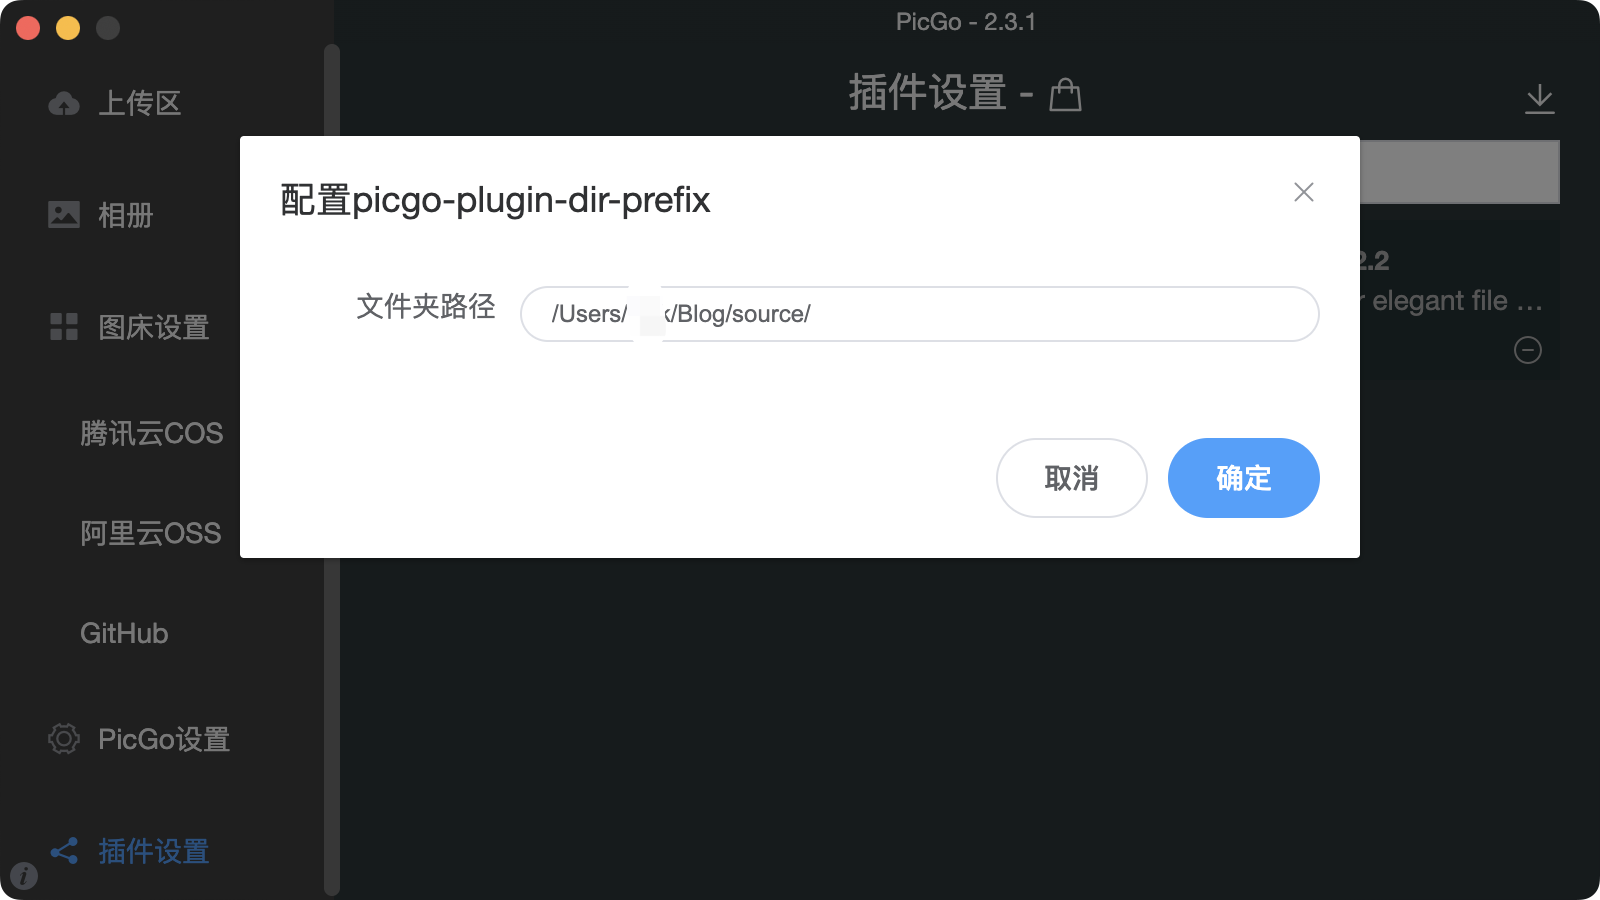 PicGo - 2.3.1
插件设置 -
上传区
相册
图床设置
腾讯云COS
阿里云OSS
GitHub
PicGo设置
插件设置
配置picgo-plugin-dir-prefix
文件夹路径
/Users/ k/Blog/source/
取消
确定
2.2
elegant file ...